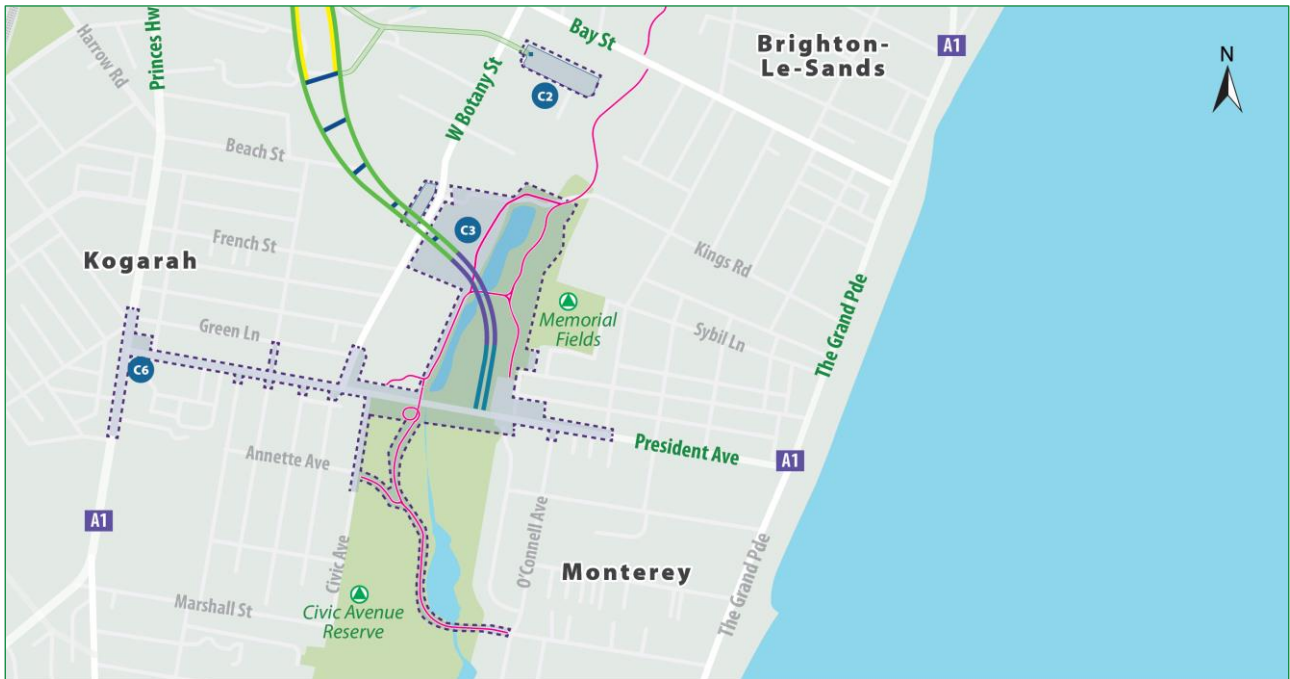 Harrow Rd
Princes Hwy
Bay St
Brighton-
Le-Sands
A1
N
C2
W Botany St
Beach St
C3
French St
Kogarah
Kings Rd
The Grand Pde
Memorial
Fields
Sybil Ln
Green Ln
C6
President Ave
A1
Annette Ave
A1
O'Connell Ave
Civic Ave
Monterey
The Grand Pde
Marshall St
Civic Avenue
Reserve